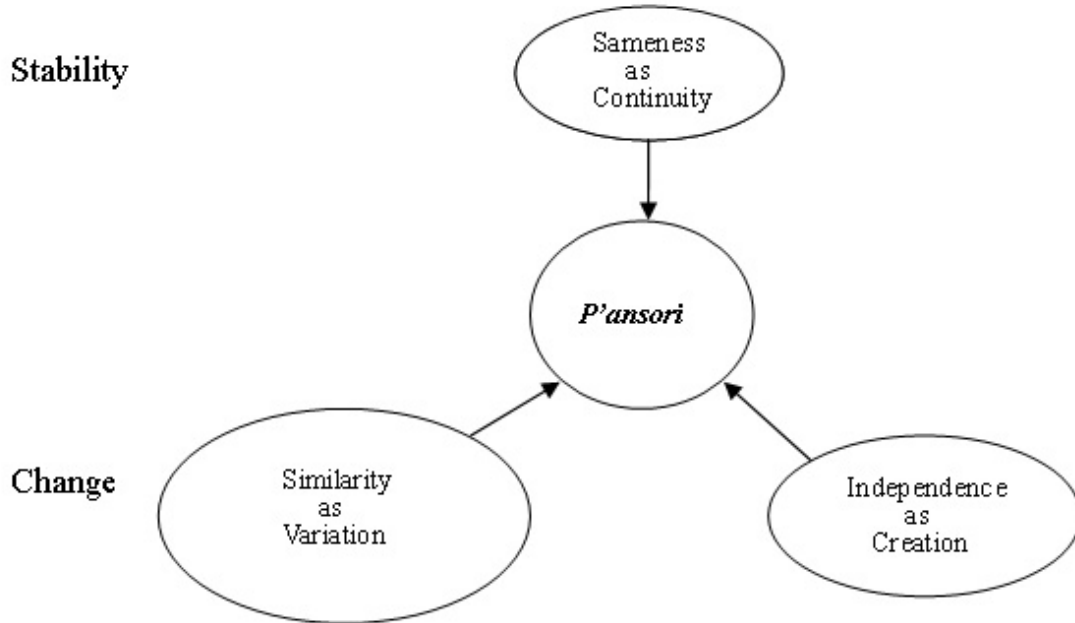 Stability
Sameness
as
Continuity
P'ansori
Change
Similarity
as
Variation
Independence
as
Creation